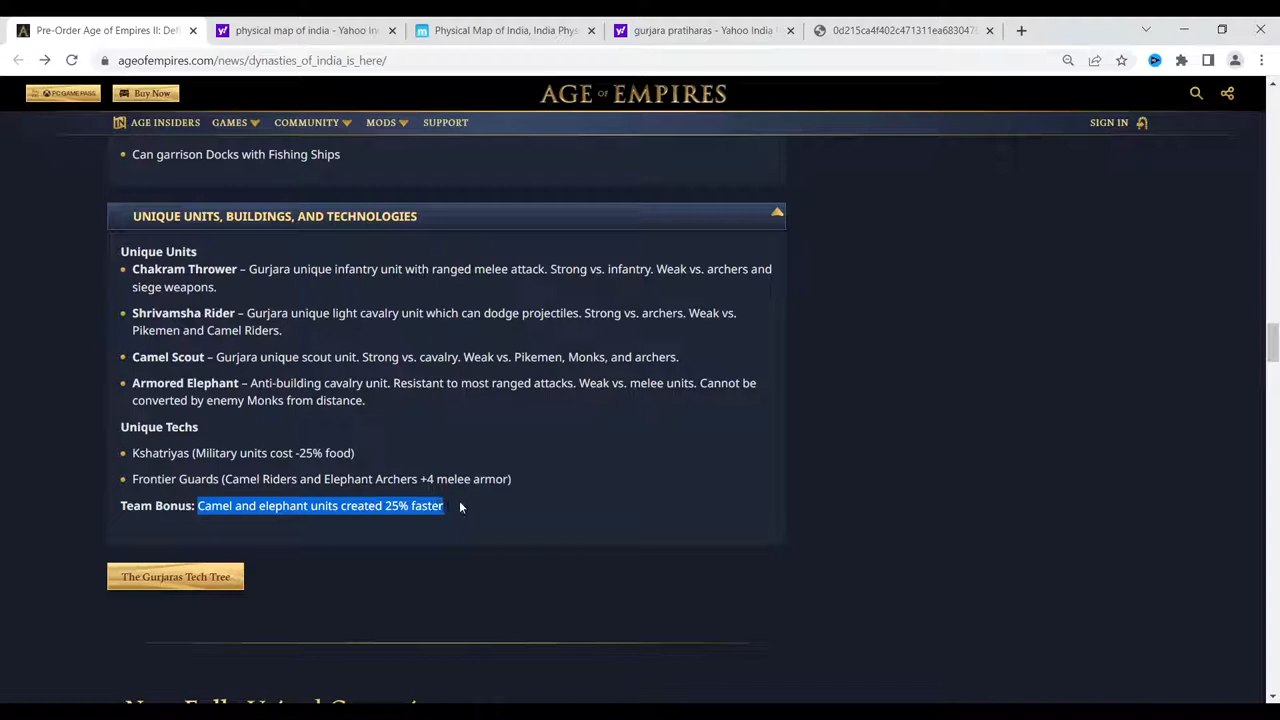 Pre-Order Age of Empires II: Defi
physical map of india - Yahoo In
Physical Map of India, India Phys
gurjara pratiharas - Yahoo India
0d215ca4f402c471311ea683047
ageofempires.com/news/dynasties_of_india_is_here/
PC GAME PASS
Buy Now
AGE OF EMPIRES
AGE INSIDERS GAMES COMMUNITY MODS SUPPORT SIGN IN
Can garrison Docks with Fishing Ships
UNIQUE UNITS, BUILDINGS, AND TECHNOLOGIES
Unique Units
Chakram Thrower – Gurjara unique infantry unit with ranged melee attack. Strong vs. infantry. Weak vs. archers and
siege weapons.
Shrivamsha Rider – Gurjara unique light cavalry unit which can dodge projectiles. Strong vs. archers. Weak vs.
Pikemen and Camel Riders.
Camel Scout – Gurjara unique scout unit. Strong vs. cavalry. Weak vs. Pikemen, Monks, and archers.
Armored Elephant – Anti-building cavalry unit. Resistant to most ranged attacks. Weak vs. melee units. Cannot be
converted by enemy Monks from distance.
Unique Techs
Kshatriyas (Military units cost -25% food)
Frontier Guards (Camel Riders and Elephant Archers +4 melee armor)
Team Bonus: Camel and elephant units created 25% faster
The Gurjaras Tech Tree